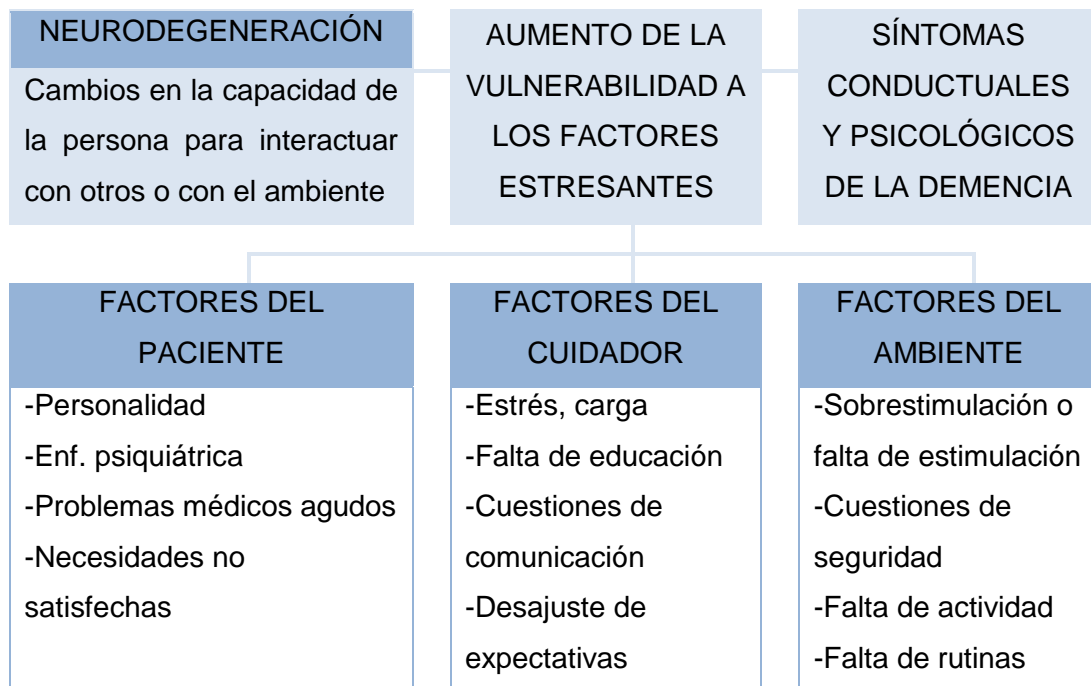 NEURODEGENERACIÓN
Cambios en la capacidad de
la persona para interactuar
con otros o con el ambiente
AUMENTO DE LA
VULNERABILIDAD A
LOS FACTORES
ESTRESANTES
SÍNTOMAS
CONDUCTUALES
Y PSICOLÓGICOS
DE LA DEMENCIA
FACTORES DEL
PACIENTE
-Personalidad
-Enf. psiquiátrica
-Problemas médicos agudos
-Necesidades no
satisfechas
FACTORES DEL
CUIDADOR
-Estrés, carga
-Falta de educación
-Cuestiones de
comunicación
-Desajuste de
expectativas
FACTORES DEL
AMBIENTE
-Sobrestimulación o
falta de estimulación
-Cuestiones de
seguridad
-Falta de actividad
-Falta de rutinas